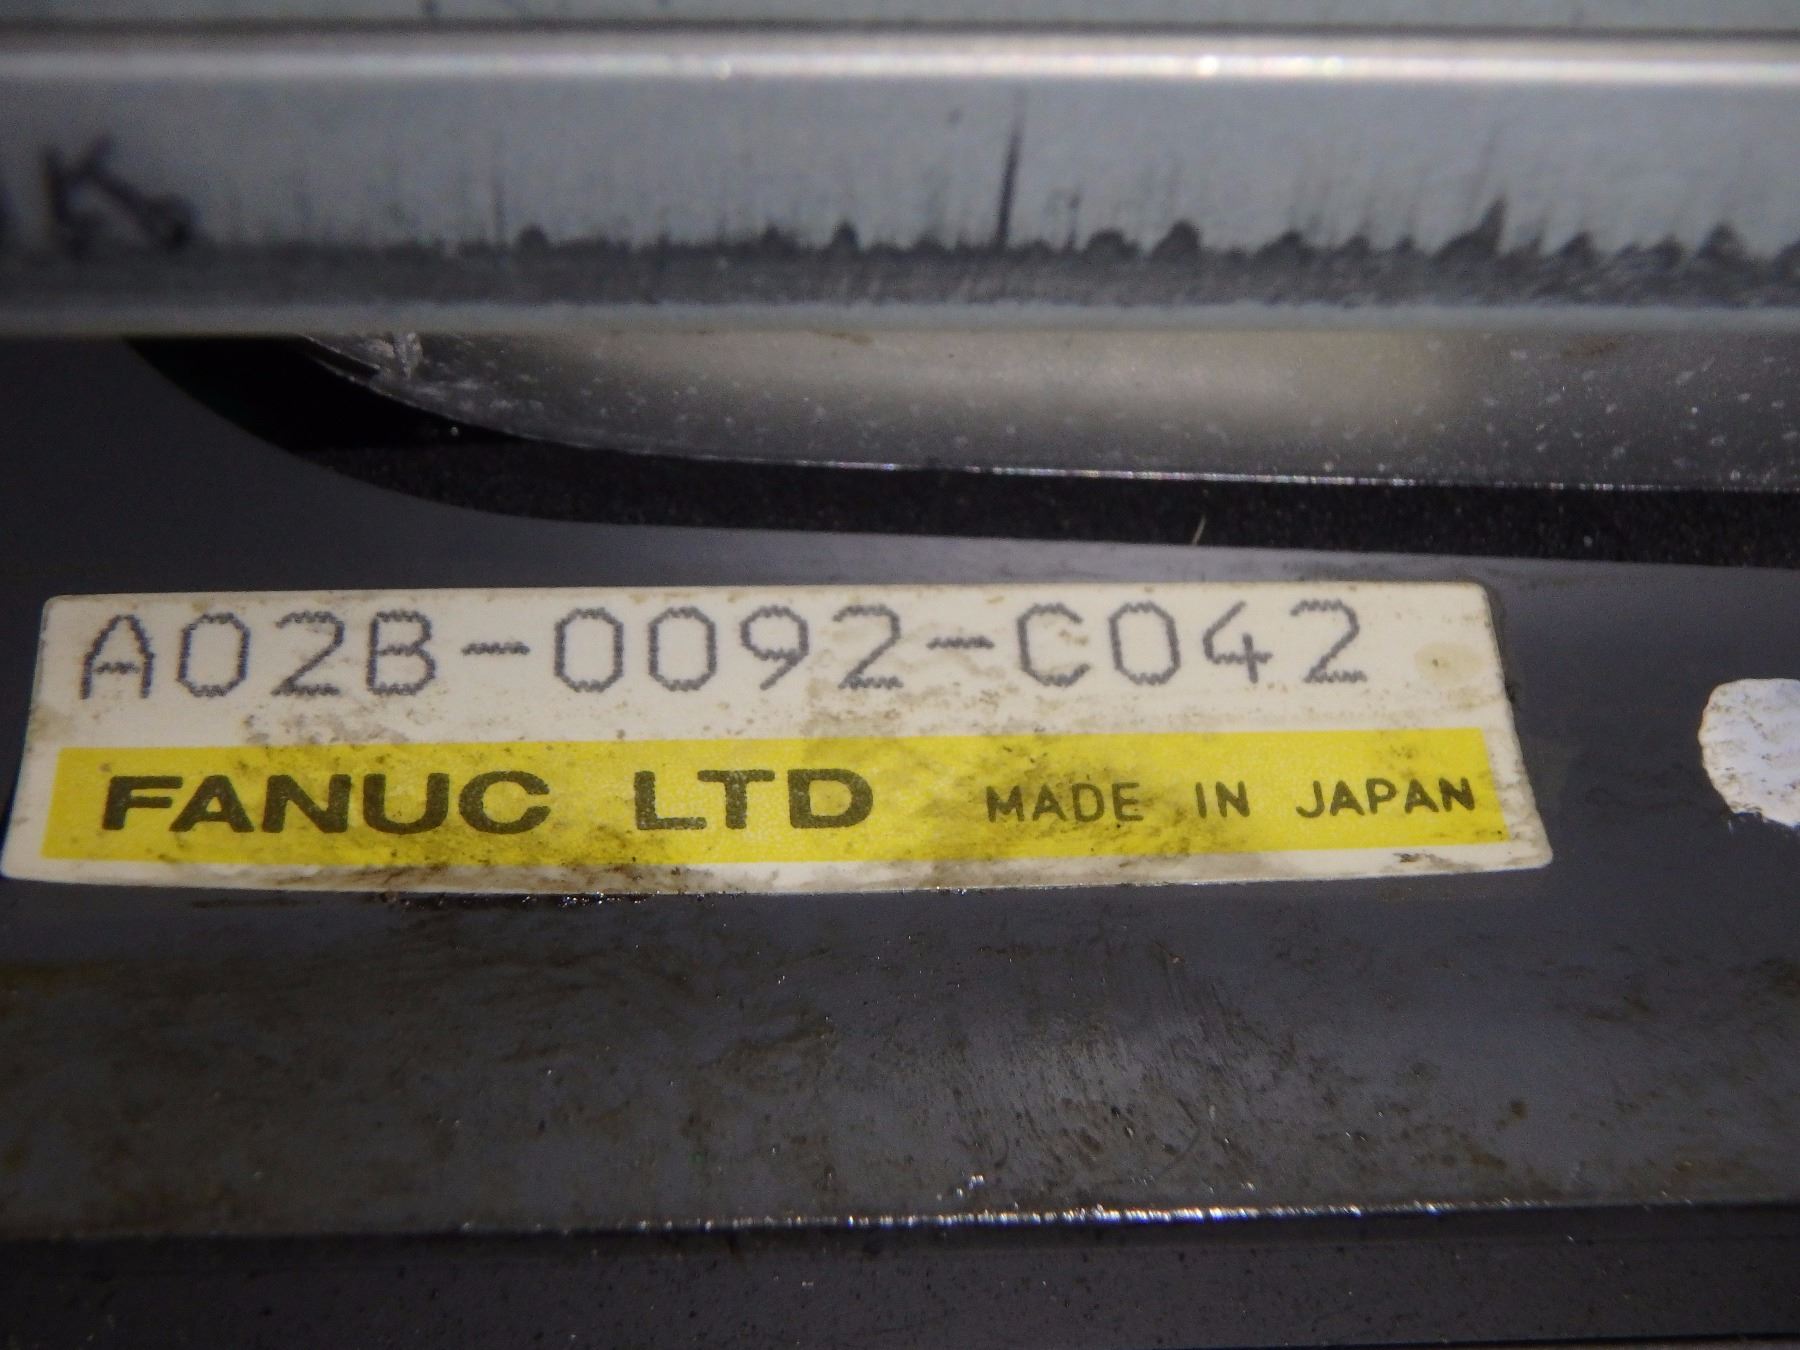 K
A02B-0092-C042
FANUC LTD MADE IN JAPAN